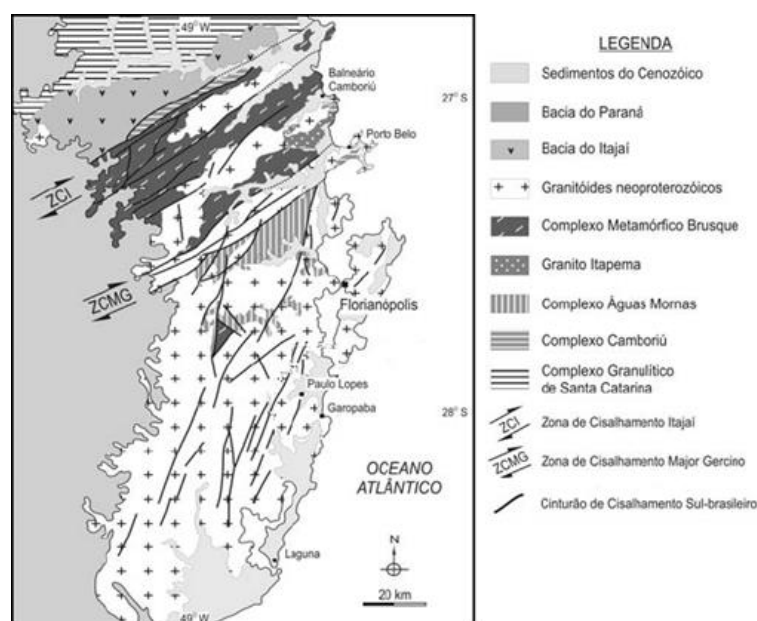 49° W
Balneário
Camboriú
27° S
Porto Belo
ZCI
ZCMG
Florianópolis
Paulo Lopes
Garopaba
28° S
OCEANO
ATLÂNTICO
N
Laguna
20 km
49° W
LEGENDA
Sedimentos do Cenozóico
Bacia do Paraná
Bacia do Itajaí
Granitóides neoproterozóicos
Complexo Metamórfico Brusque
Granito Itapema
Complexo Águas Mornas
Complexo Camboriú
Complexo Granulítico
de Santa Catarina
ZCI
Zona de Cisalhamento Itajaí
ZCMG
Zona de Cisalhamento Major Gercino
Cinturão de Cisalhamento Sul-brasileiro